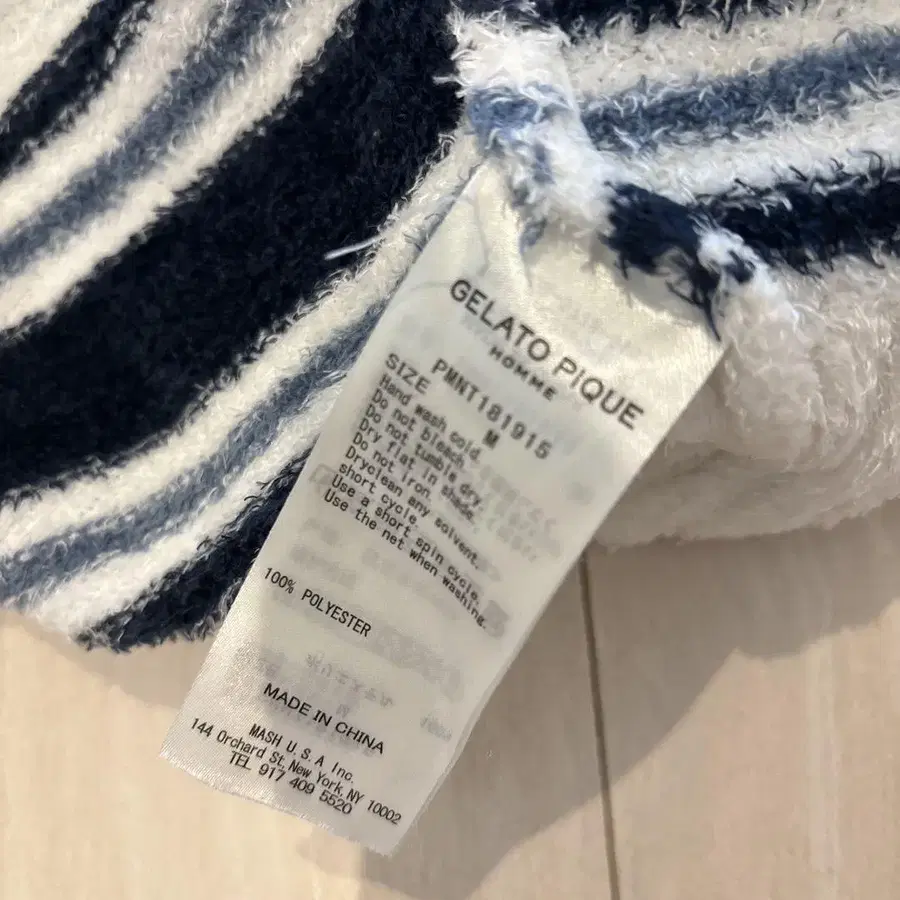 GELATO PIQUE
HOMME
PMNT181915
SIZE M
Hand wash cold.
Do not bleach.
Do not tumble dry.
Dry flat in shade.
Do not iron.
Dryclean any solvent.
short cycle.
Use a short spin cycle.
Use the net when washing.
100% POLYESTER
MADE IN CHINA
MASH U.S.A Inc.
144 Orchard St, New York, NY 10002
TEL 917 409 5520